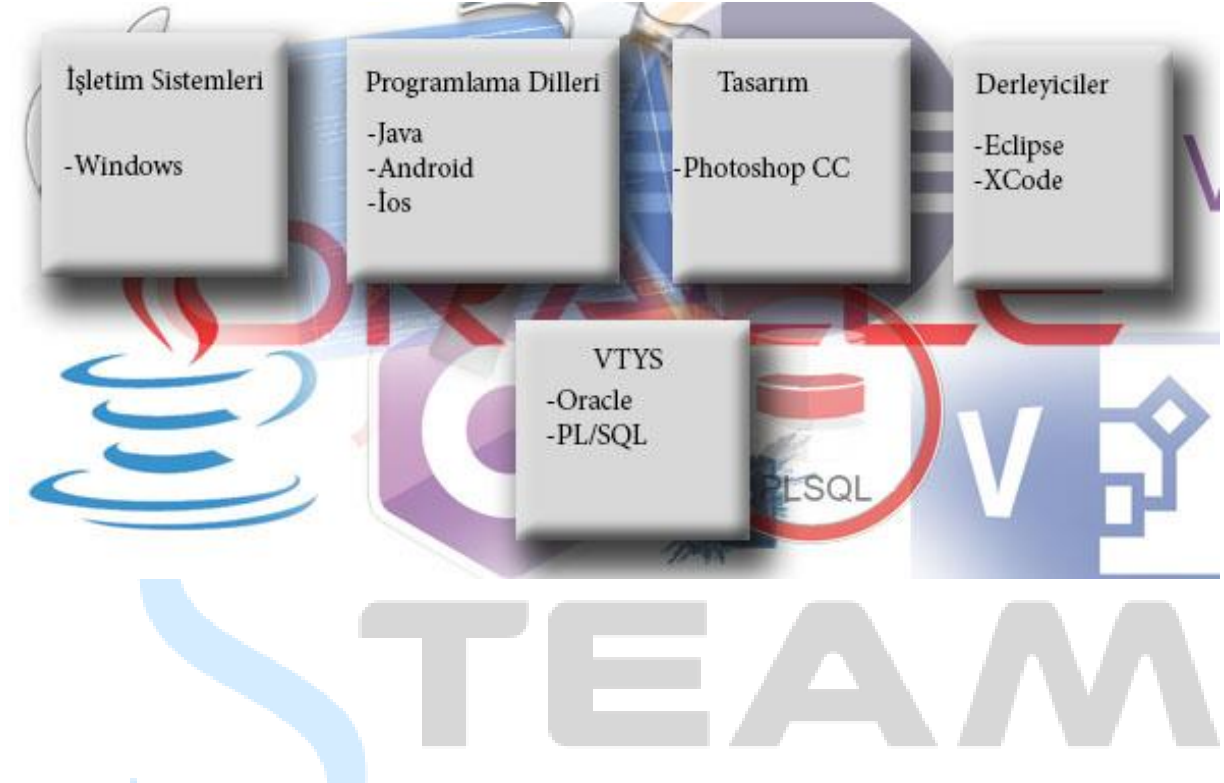 İşletim Sistemleri
-Windows
Programlama Dilleri
-Java
-Android
-İos
Tasarım
-Photoshop CC
Derleyiciler
-Eclipse
-XCode
V
ORACLE
VTYS
-Oracle
-PL/SQL
PLSQL
V
TEAM